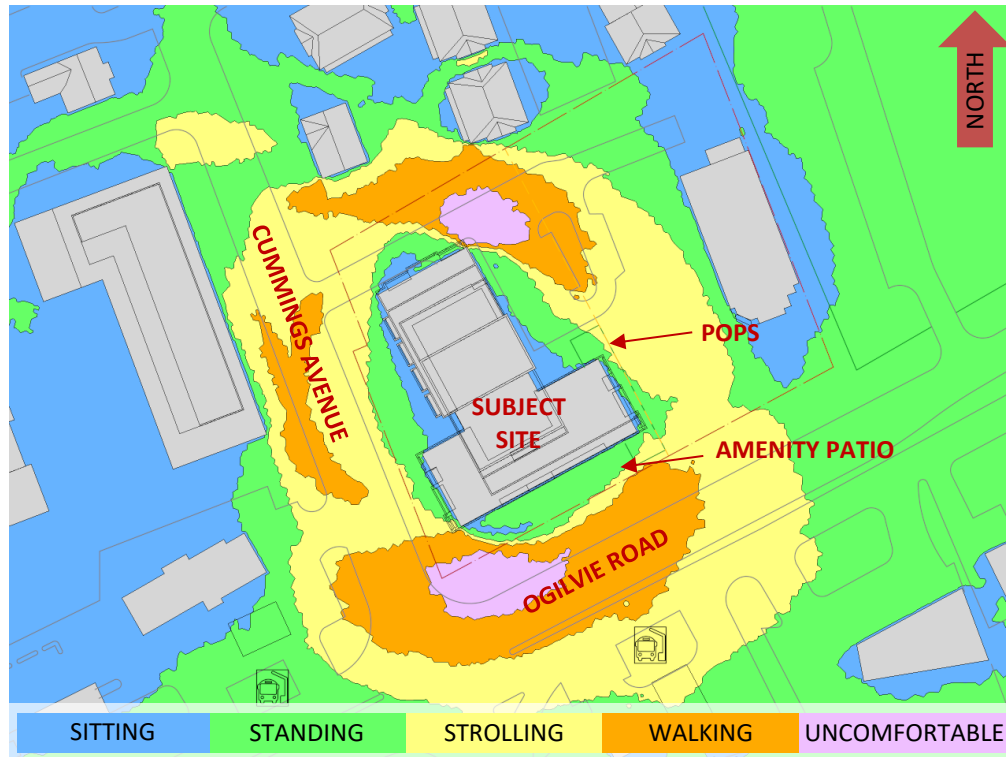 NORTH
CUMMINGS AVENUE
POPS
SUBJECT
SITE
AMENITY PATIO
OGILVIE ROAD
SITTING
STANDING
STROLLING
WALKING
UNCOMFORTABLE